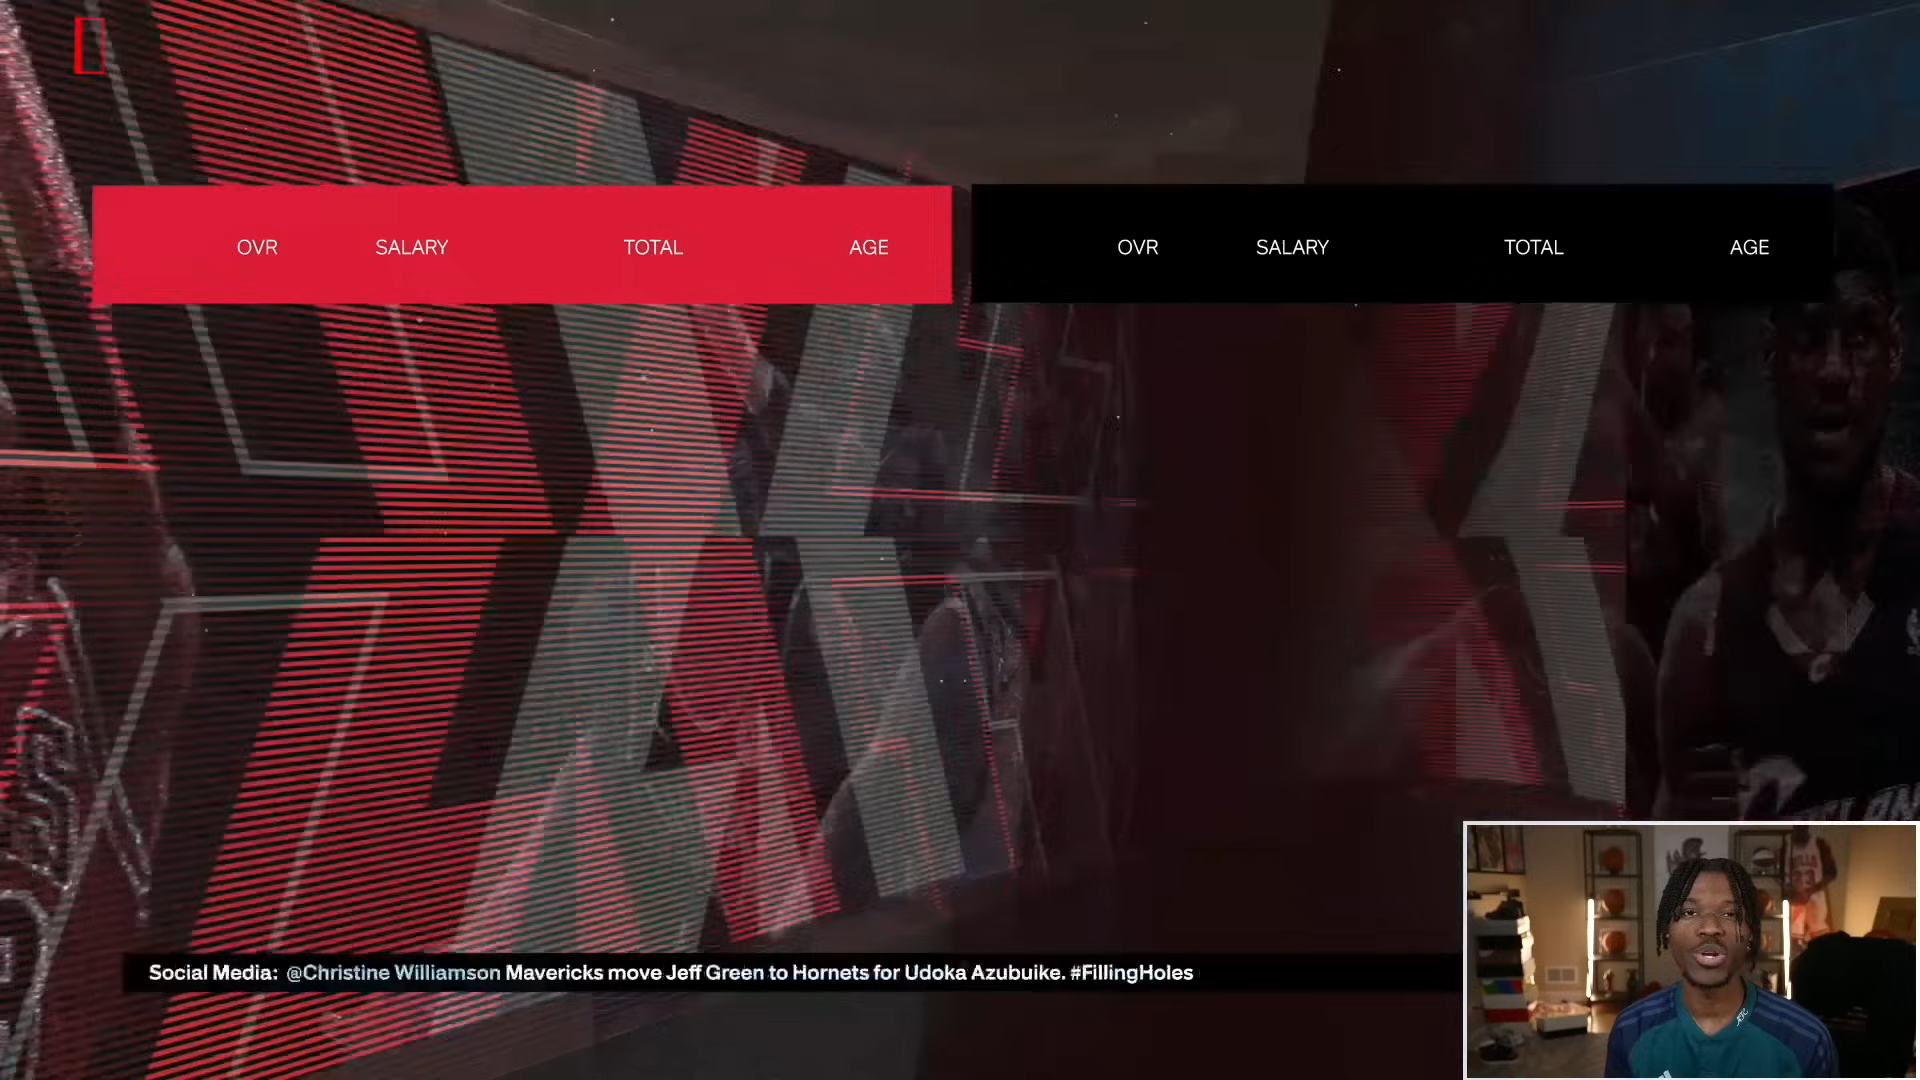 OVR SALARY TOTAL AGE
OVR SALARY TOTAL AGE
Social Media: @Christine Williamson Mavericks move Jeff Green to Hornets for Udoka Azubuike. #FillingHoles